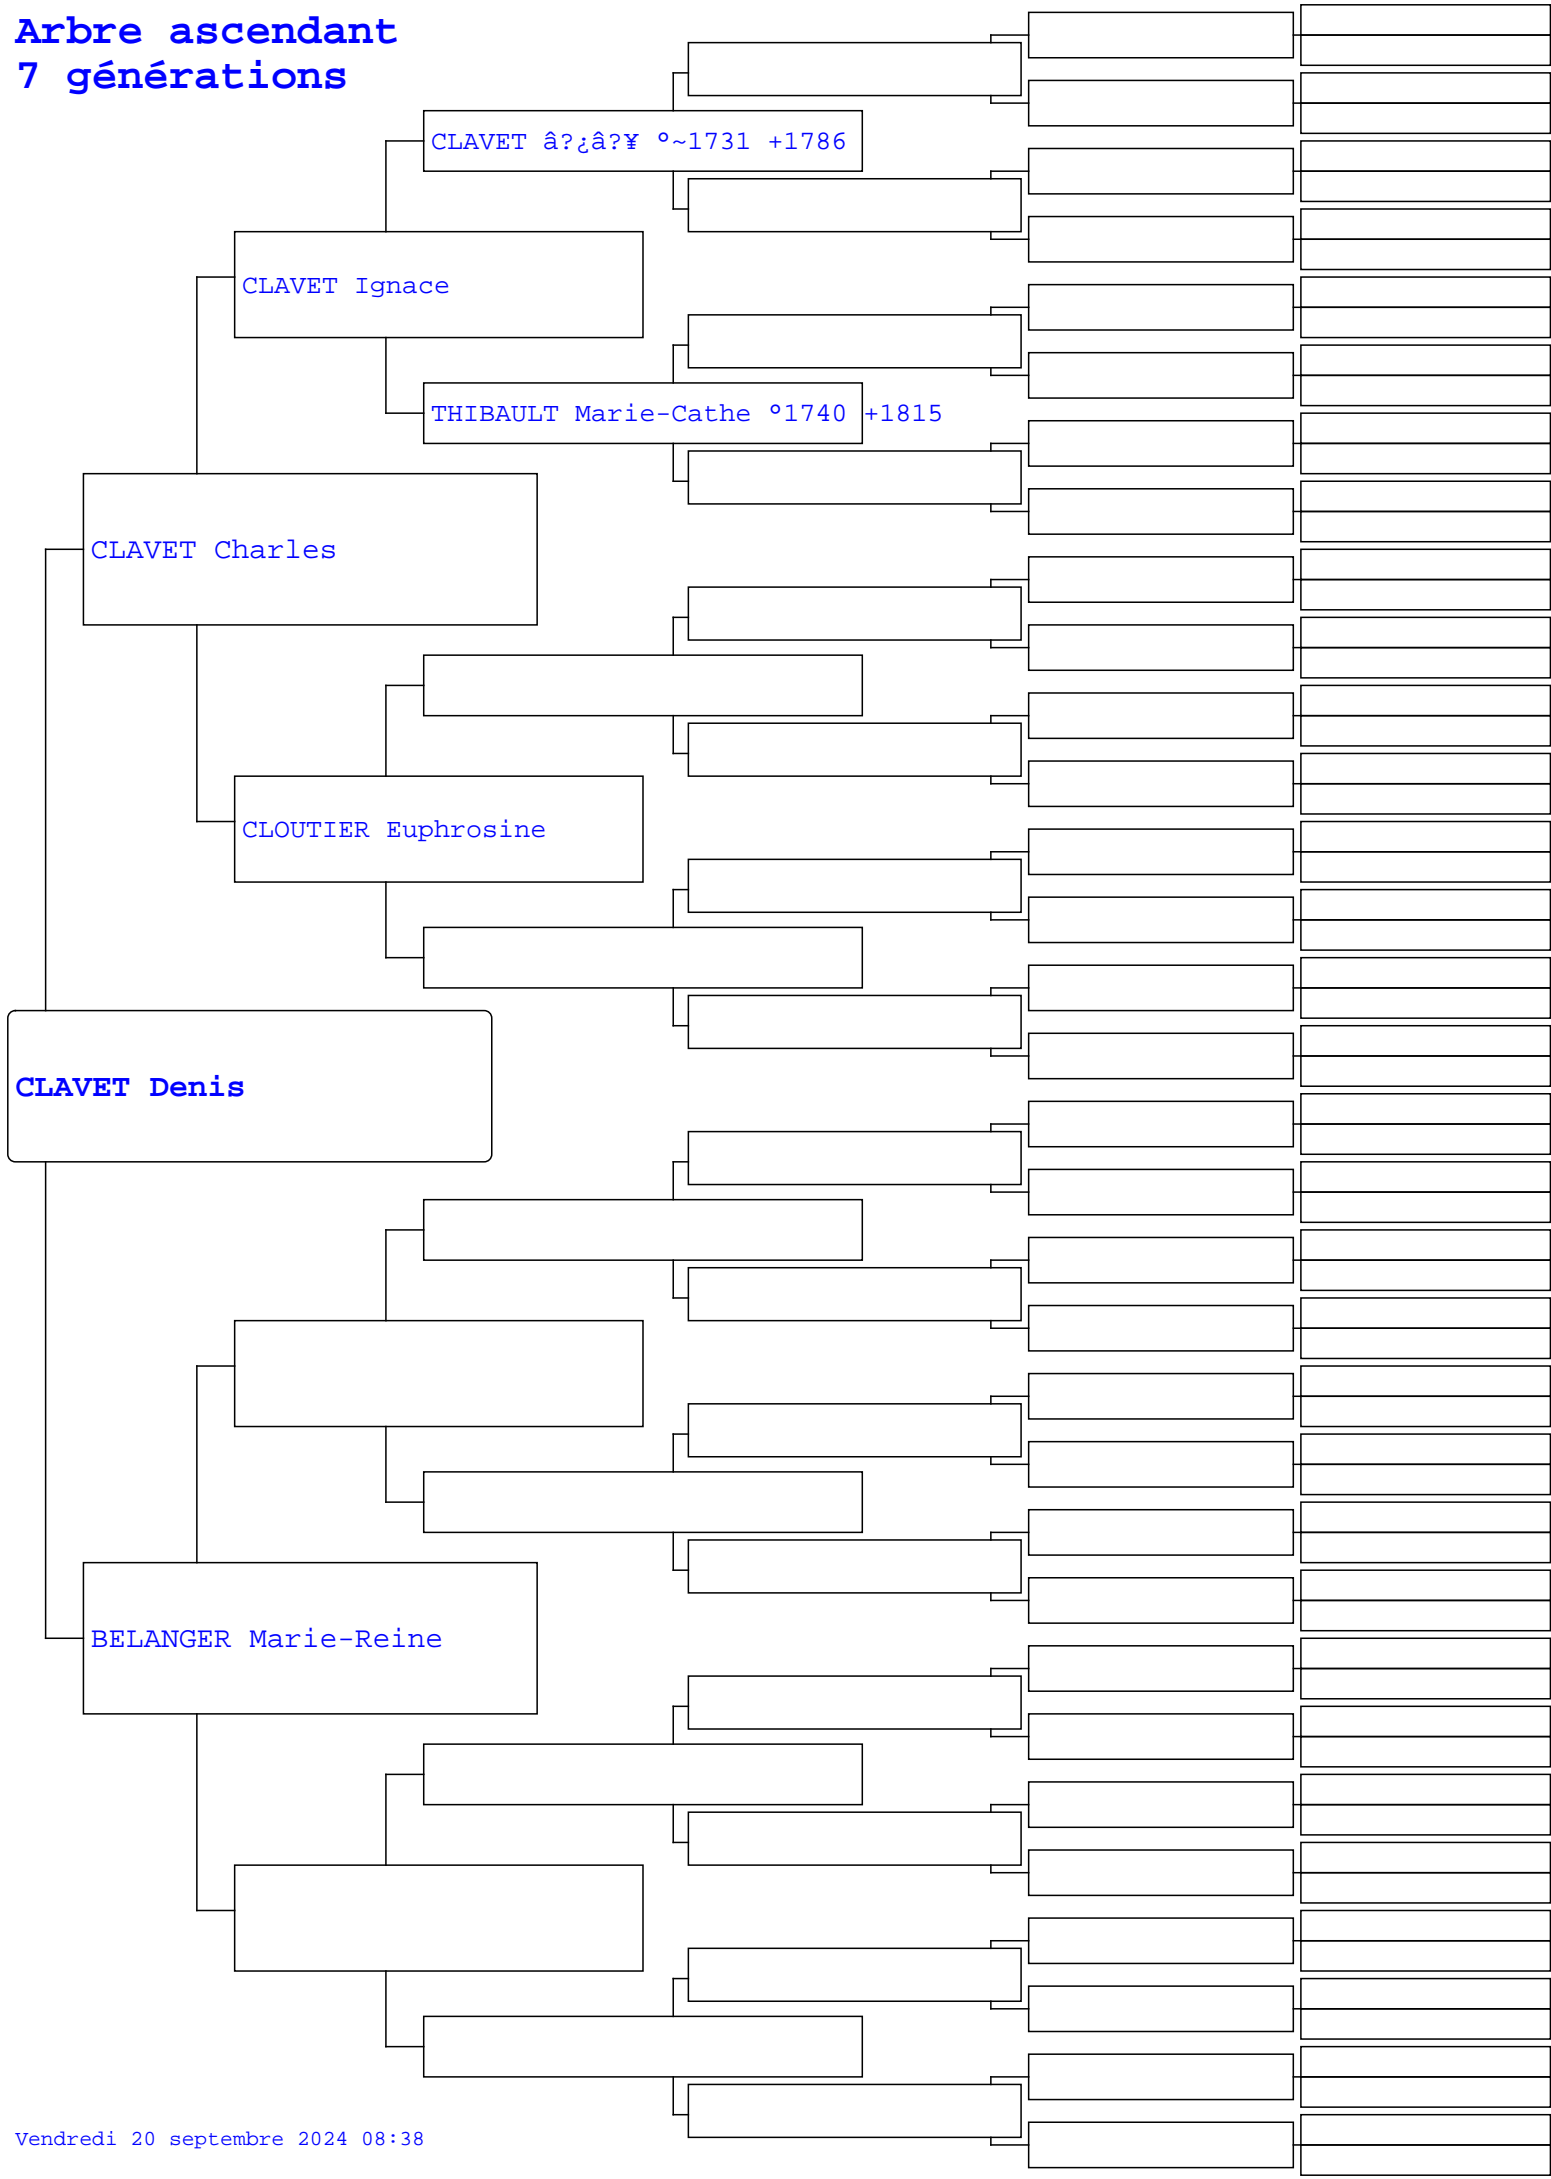 Arbre ascendant
7 générations
CLAVET â?¿â?¥ °~1731 +1786
CLAVET Ignace
THIBAULT Marie-Cathe °1740 +1815
CLAVET Charles
CLOUTIER Euphrosine
CLAVET Denis
BELANGER Marie-Reine
Vendredi 20 septembre 2024 08:38